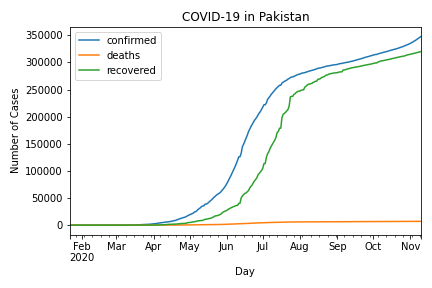 COVID-19 in Pakistan
confirmed
deaths
recovered
Number of Cases
350000
300000
250000
200000
150000
100000
50000
0
Feb Mar Apr May Jun Jul Aug Sep Oct Nov
2020
Day